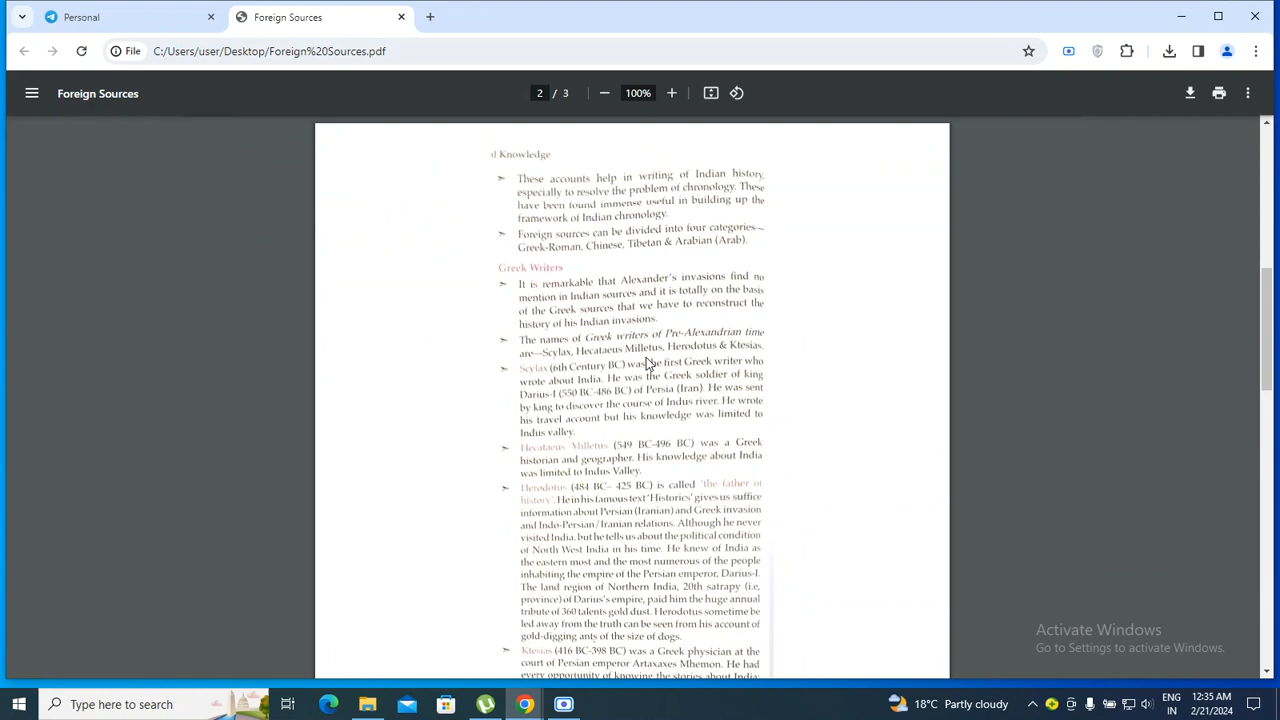 Personal
Foreign Sources
File
C:/Users/user/Desktop/Foreign%20Sources.pdf
Foreign Sources
2 / 3
100%
l Knowledge
These accounts help in writing of Indian history,
especially to resolve the problem of chronology. These
have been found immense useful in building up the
framework of Indian chronology.
Foreign sources can be divided into four categories—
Greek-Roman, Chinese, Tibetan & Arabian (Arab).
Greek Writers
It is remarkable that Alexander's invasions find no
mention in Indian sources and it is totally on the basis
of the Greek sources that we have to reconstruct the
history of his Indian invasions.
The names of Greek writers of Pre-Alexandrian time
are—Scylax, Hecataeus Milletus, Herodotus & Ktesias.
Scylax (6th Century BC) was the first Greek writer who
wrote about India. He was the Greek soldier of king
Darius-I (550 BC-486 BC) of Persia (Iran). He was sent
by king to discover the course of Indus river. He wrote
his travel account but his knowledge was limited to
Indus valley.
Hecataeus Milletus (549 BC-496 BC) was a Greek
historian and geographer. His knowledge about India
was limited to Indus Valley.
Herodotus (484 BC– 425 BC) is called 'the father of
history'. He in his famous text 'Historics' gives us suffice
information about Persian (Iranian) and Greek invasion
and Indo-Persian/Iranian relations. Although he never
visited India, but he tells us about the political condition
of North West India in his time. He knew of India as
the eastern most and the most numerous of the people
inhabiting the empire of the Persian emperor, Darius-I.
The land region of Northern India, 20th satrapy (i.e,
province) of Darius's empire, paid him the huge annual
tribute of 360 talents gold dust. Herodotus sometime be
led away from the truth can be seen from his account of
gold-digging ants of the size of dogs.
Ktesias (416 BC-398 BC) was a Greek physician at the
court of Persian emperor Artaxaxes Mhemon. He had
every opportunity of knowing the stories about India;
Activate Windows
Go to Settings to activate Windows.
Type here to search
18°C Partly cloudy
ENG
IN
12:35 AM
2/21/2024